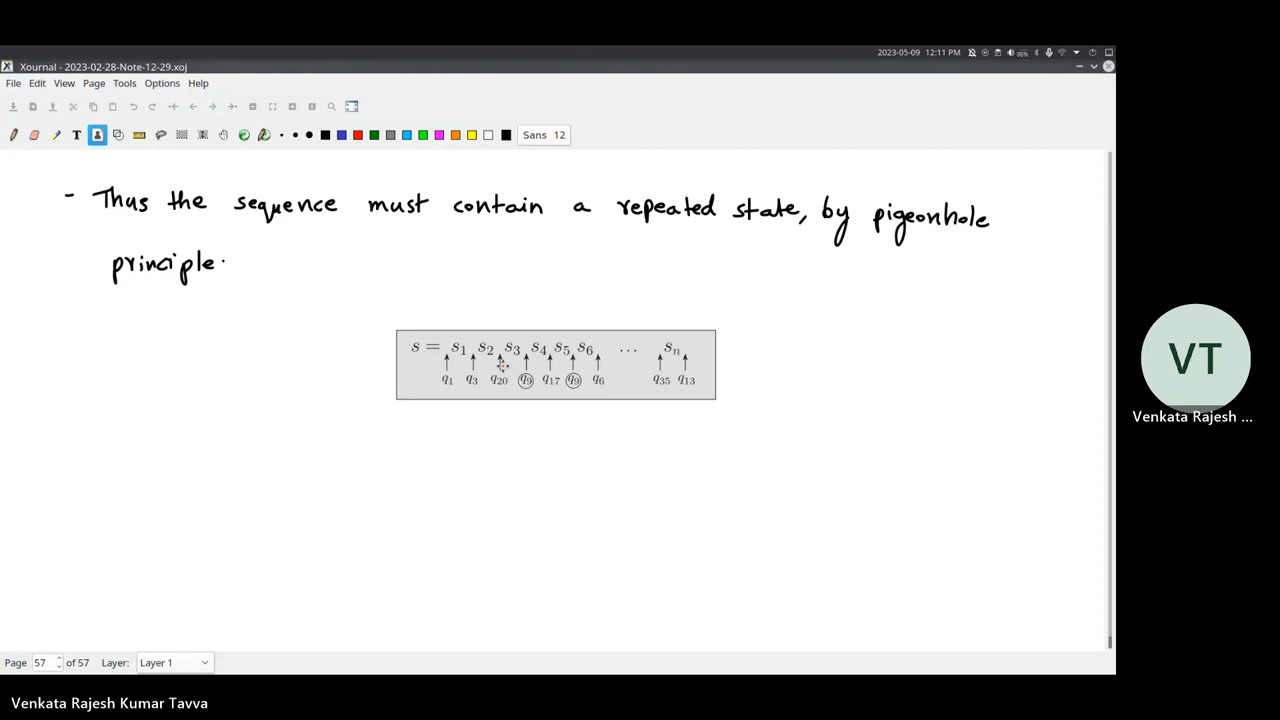 2023-05-09 12:11 PM
Xournal - 2023-02-28-Note-12-29.xoj
File Edit View Page Tools Options Help
T Sans 12
- Thus the sequence must contain a repeated state, by pigeonhole
principle.
s = s1 s2 s3 s4 s5 s6 ... sn
q1 q3 q20 q9 q17 q9 q6 q35 q13
VT
Venkata Rajesh ...
Page 57 of 57 Layer: Layer 1
Venkata Rajesh Kumar Tavva